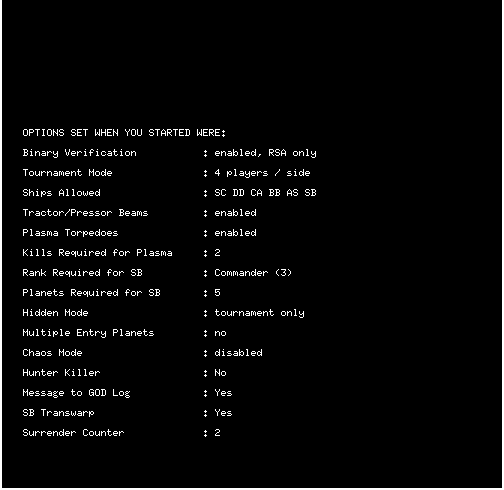 OPTIONS SET WHEN YOU STARTED WERE:
Binary Verification : enabled, RSA only
Tournament Mode : 4 players / side
Ships Allowed : SC DD CA BB AS SB
Tractor/Pressor Beams : enabled
Plasma Torpedoes : enabled
Kills Required for Plasma : 2
Rank Required for SB : Commander (3)
Planets Required for SB : 5
Hidden Mode : tournament only
Multiple Entry Planets : no
Chaos Mode : disabled
Hunter Killer : No
Message to GOD Log : Yes
SB Transwarp : Yes
Surrender Counter : 2